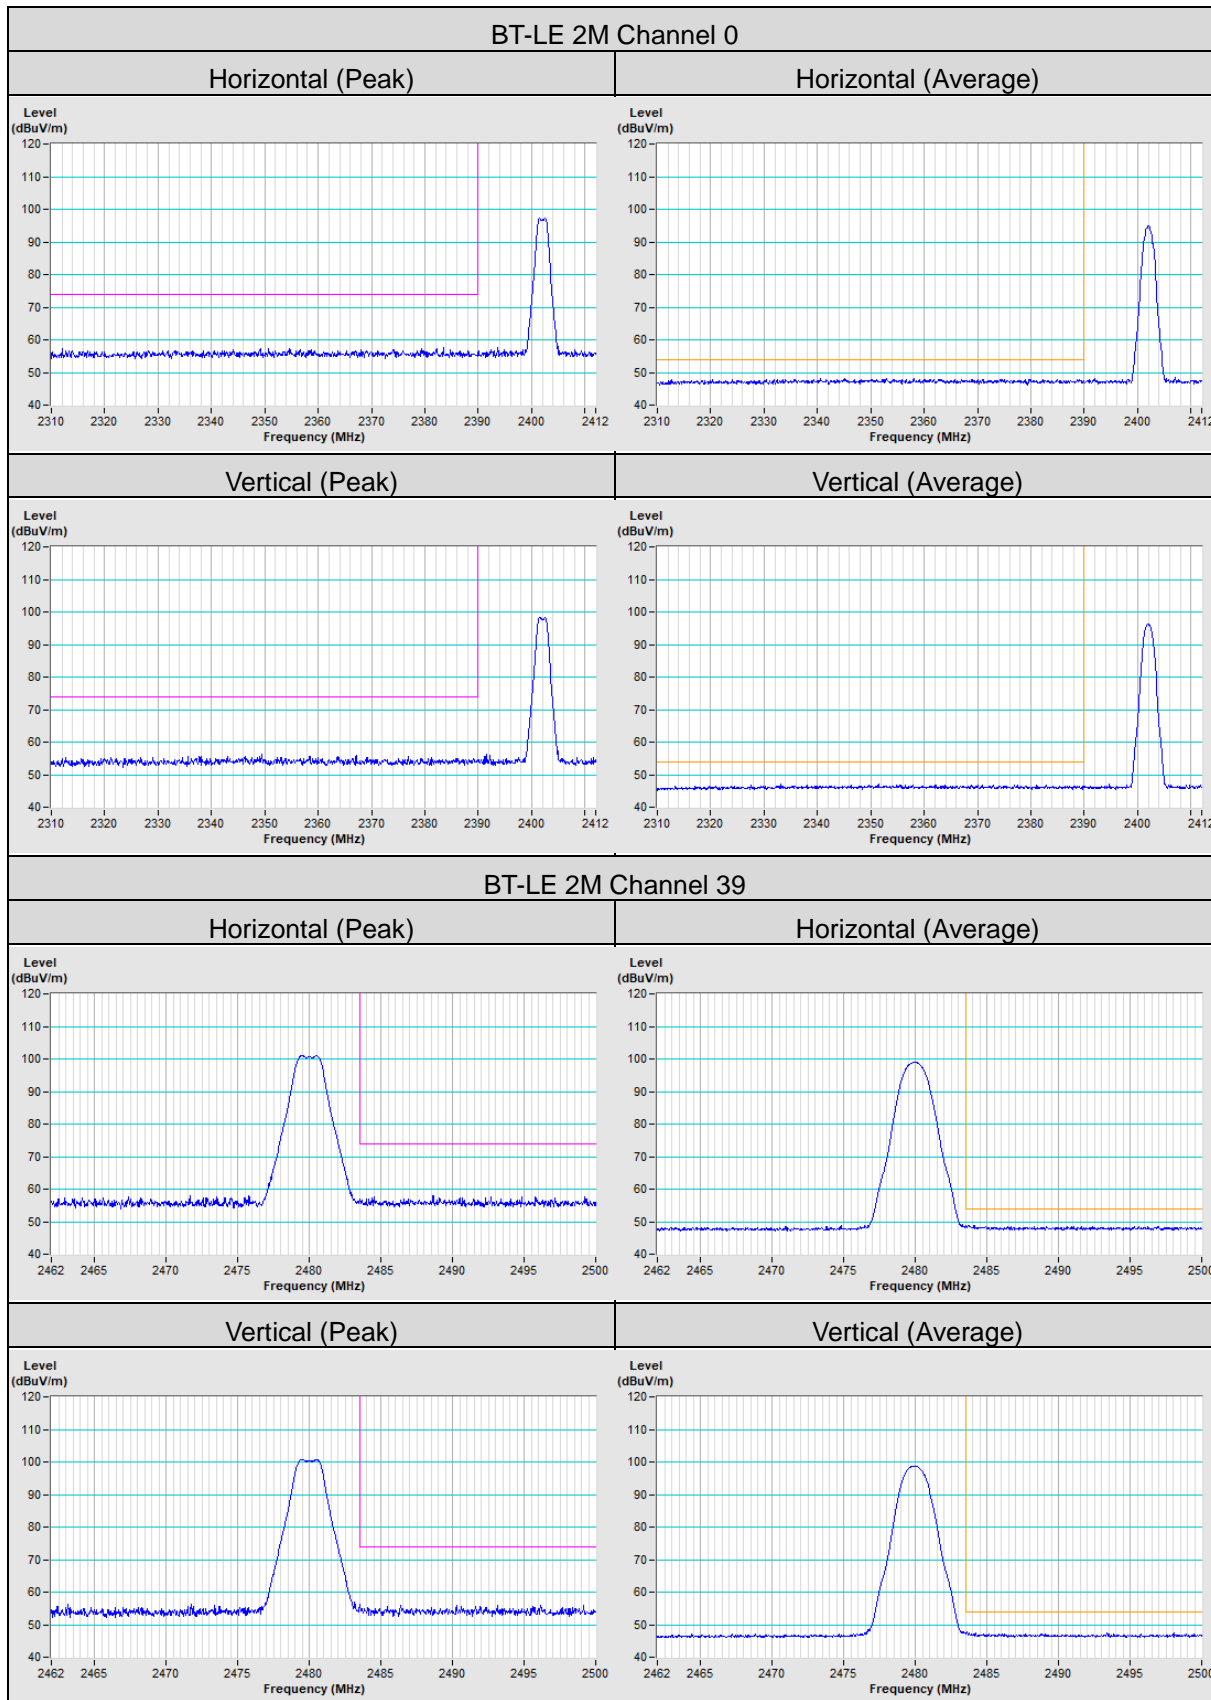 BT-LE 2M Channel 0
Horizontal (Peak) Horizontal (Average)
Level
(dBuV/m)
120
110
100
90
80
70
60
50
40
2310 2320 2330 2340 2350 2360 2370 2380 2390 2400 2412
Frequency (MHz)
Level
(dBuV/m)
120
110
100
90
80
70
60
50
40
2310 2320 2330 2340 2350 2360 2370 2380 2390 2400 2412
Frequency (MHz)
Vertical (Peak) Vertical (Average)
Level
(dBuV/m)
120
110
100
90
80
70
60
50
40
2310 2320 2330 2340 2350 2360 2370 2380 2390 2400 2412
Frequency (MHz)
Level
(dBuV/m)
120
110
100
90
80
70
60
50
40
2310 2320 2330 2340 2350 2360 2370 2380 2390 2400 2412
Frequency (MHz)
BT-LE 2M Channel 39
Horizontal (Peak) Horizontal (Average)
Level
(dBuV/m)
120
110
100
90
80
70
60
50
40
2462 2465 2470 2475 2480 2485 2490 2495 2500
Frequency (MHz)
Level
(dBuV/m)
120
110
100
90
80
70
60
50
40
2462 2465 2470 2475 2480 2485 2490 2495 2500
Frequency (MHz)
Vertical (Peak) Vertical (Average)
Level
(dBuV/m)
120
110
100
90
80
70
60
50
40
2462 2465 2470 2475 2480 2485 2490 2495 2500
Frequency (MHz)
Level
(dBuV/m)
120
110
100
90
80
70
60
50
40
2462 2465 2470 2475 2480 2485 2490 2495 2500
Frequency (MHz)